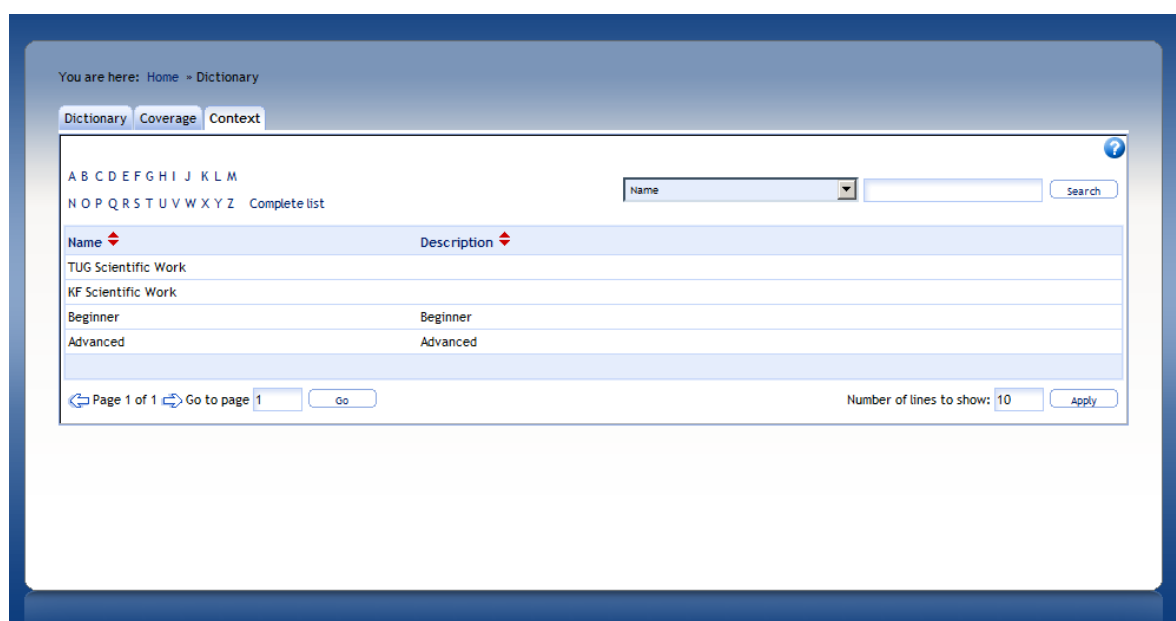 You are here: Home » Dictionary
Dictionary Coverage Context
?
A B C D E F G H I J K L M
Name Search
N O P Q R S T U V W X Y Z Complete list
Name Description
TUG Scientific Work
KF Scientific Work
Beginner Beginner
Advanced Advanced
Page 1 of 1 Go to page 1 Go Number of lines to show: 10 Apply